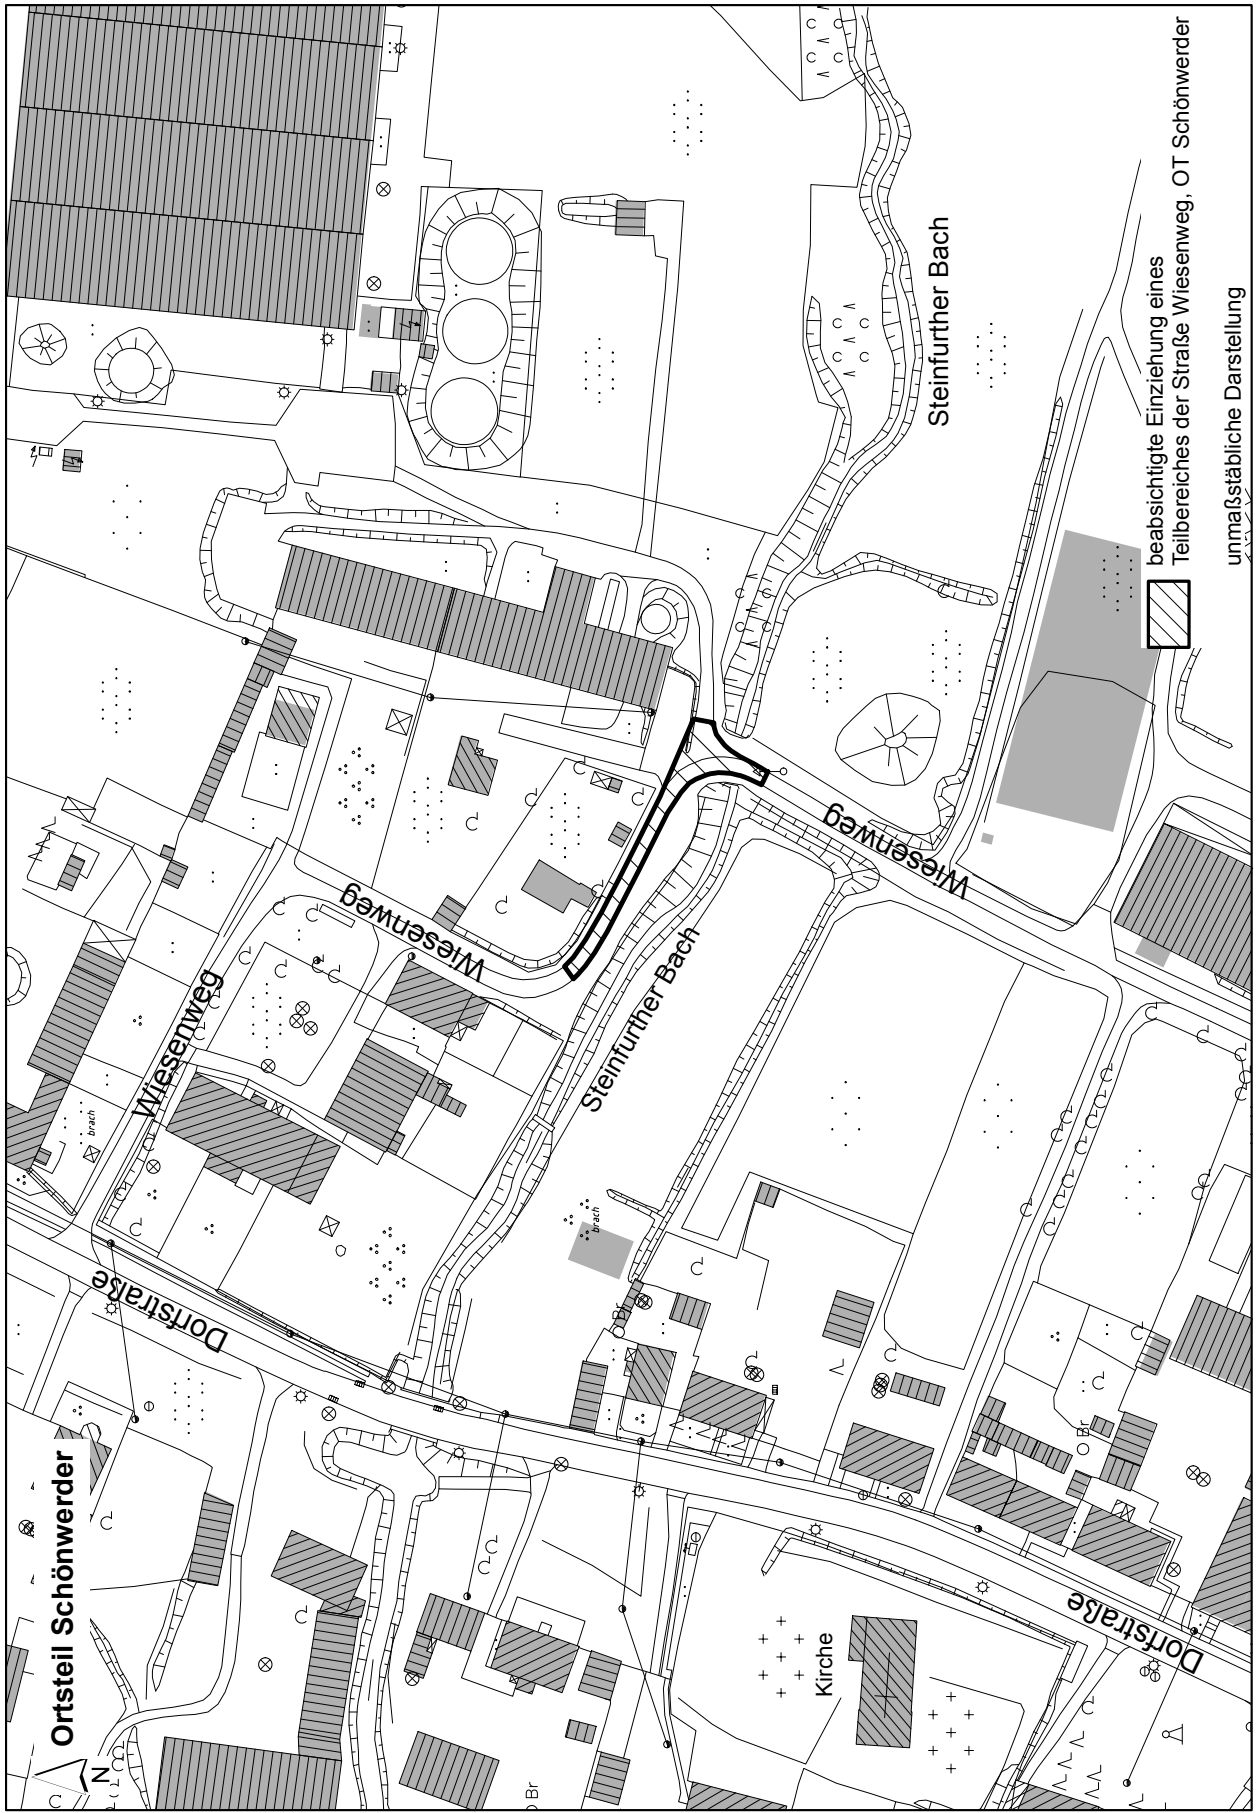 Ortsteil Schönwerder
N
Dorfstraße
Wiesenweg
Wiesenweg
Wiesenweg
Steinfurther Bach
Steinfurther Bach
brach
brach
Br
Br
Br
Kirche
Dorfstraße
beabsichtigte Einziehung eines
Teilbereiches der Straße Wiesenweg, OT Schönwerder
unmaßstäbliche Darstellung